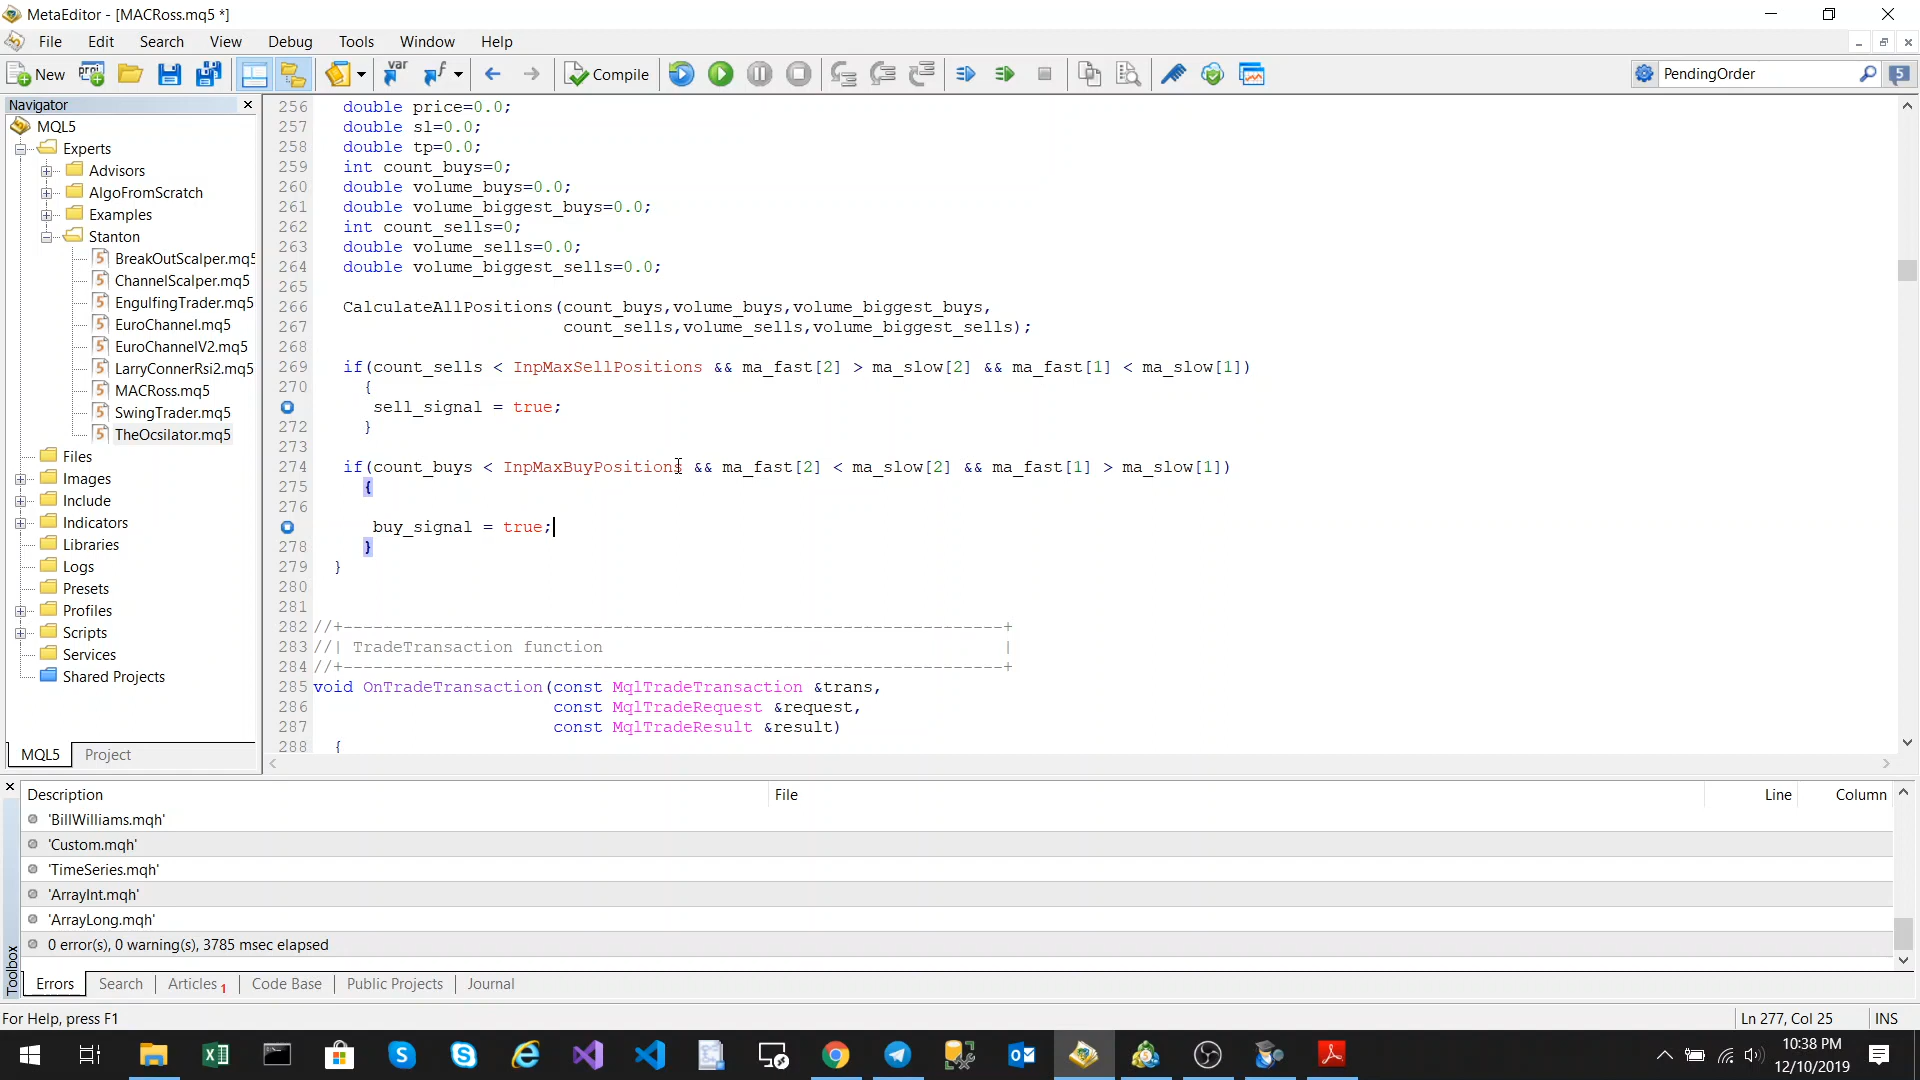 MetaEditor - [MACRoss.mq5 *]
File Edit Search View Debug Tools Window Help
New proj var f Compile PendingOrder 5
Navigator
MQL5
Experts
Advisors
AlgoFromScratch
Examples
Stanton
BreakOutScalper.mq5
ChannelScalper.mq5
EngulfingTrader.mq5
EuroChannel.mq5
EuroChannelV2.mq5
LarryConnerRsi2.mq5
MACRoss.mq5
SwingTrader.mq5
TheOcsilator.mq5
Files
Images
Include
Indicators
Libraries
Logs
Presets
Profiles
Scripts
Services
Shared Projects
MQL5 Project
256 double price=0.0;
257 double sl=0.0;
258 double tp=0.0;
259 int count_buys=0;
260 double volume_buys=0.0;
261 double volume_biggest_buys=0.0;
262 int count_sells=0;
263 double volume_sells=0.0;
264 double volume_biggest_sells=0.0;
265
266 CalculateAllPositions(count_buys,volume_buys,volume_biggest_buys,
267 count_sells,volume_sells,volume_biggest_sells);
268
269 if(count_sells < InpMaxSellPositions && ma_fast[2] > ma_slow[2] && ma_fast[1] < ma_slow[1])
270 {
sell_signal = true;
272 }
273
274 if(count_buys < InpMaxBuyPositions && ma_fast[2] < ma_slow[2] && ma_fast[1] > ma_slow[1])
275 {
276
buy_signal = true;
278 }
279 }
280
281
282 //+------------------------------------------------------------------+
283 //| TradeTransaction function |
284 //+------------------------------------------------------------------+
285 void OnTradeTransaction(const MqlTradeTransaction &trans,
286 const MqlTradeRequest &request,
287 const MqlTradeResult &result)
288 {
Description File Line Column
'BillWilliams.mqh'
'Custom.mqh'
'TimeSeries.mqh'
'ArrayInt.mqh'
'ArrayLong.mqh'
0 error(s), 0 warning(s), 3785 msec elapsed
Toolbox
Errors Search Articles 1 Code Base Public Projects Journal
For Help, press F1 Ln 277, Col 25 INS
10:38 PM
12/10/2019